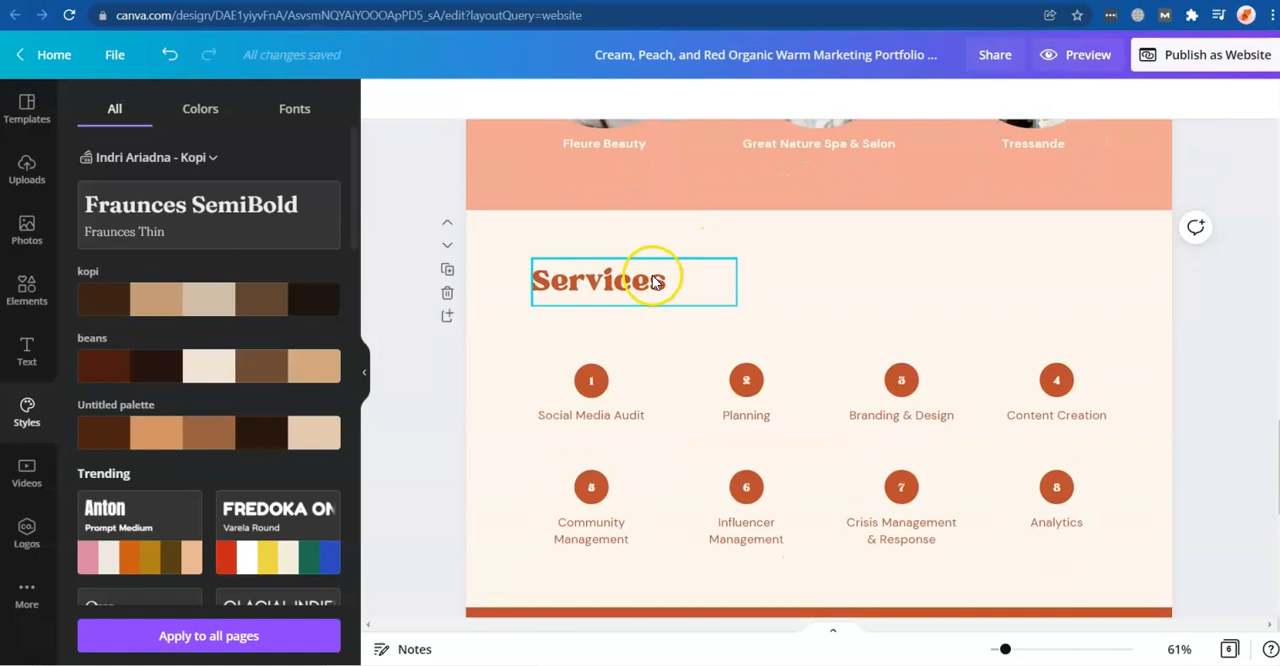 canva.com/design/DAE1yiyvFnA/AsvsmNQYAiYOOOApPD5_sA/edit?layoutQuery=website
Home
File
All changes saved
Cream, Peach, and Red Organic Warm Marketing Portfolio ...
Share
Preview
Publish as Website
Templates
Uploads
Photos
Elements
Text
Styles
Videos
CO.
Logos
More
All
Colors
Fonts
Indri Ariadna - Kopi
Fraunces SemiBold
Fraunces Thin
kopi
beans
Untitled palette
Trending
Anton
Prompt Medium
FREDOKA ON
Varela Round
Apply to all pages
Fleure Beauty
Great Nature Spa & Salon
Tressande
Services
1
2
3
4
Social Media Audit
Planning
Branding & Design
Content Creation
5
6
7
8
Community
Management
Influencer
Management
Crisis Management
& Response
Analytics
Notes
61%
6